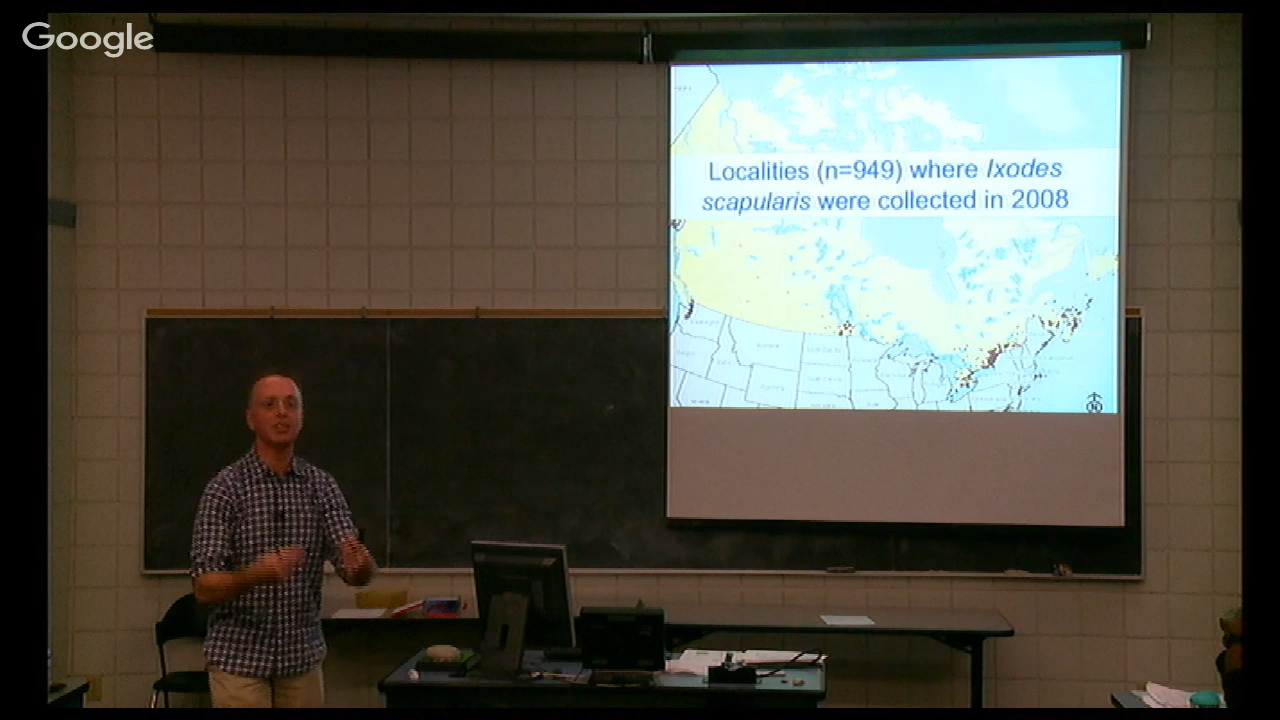 Google
Localities (n=949) where Ixodes
scapularis were collected in 2008